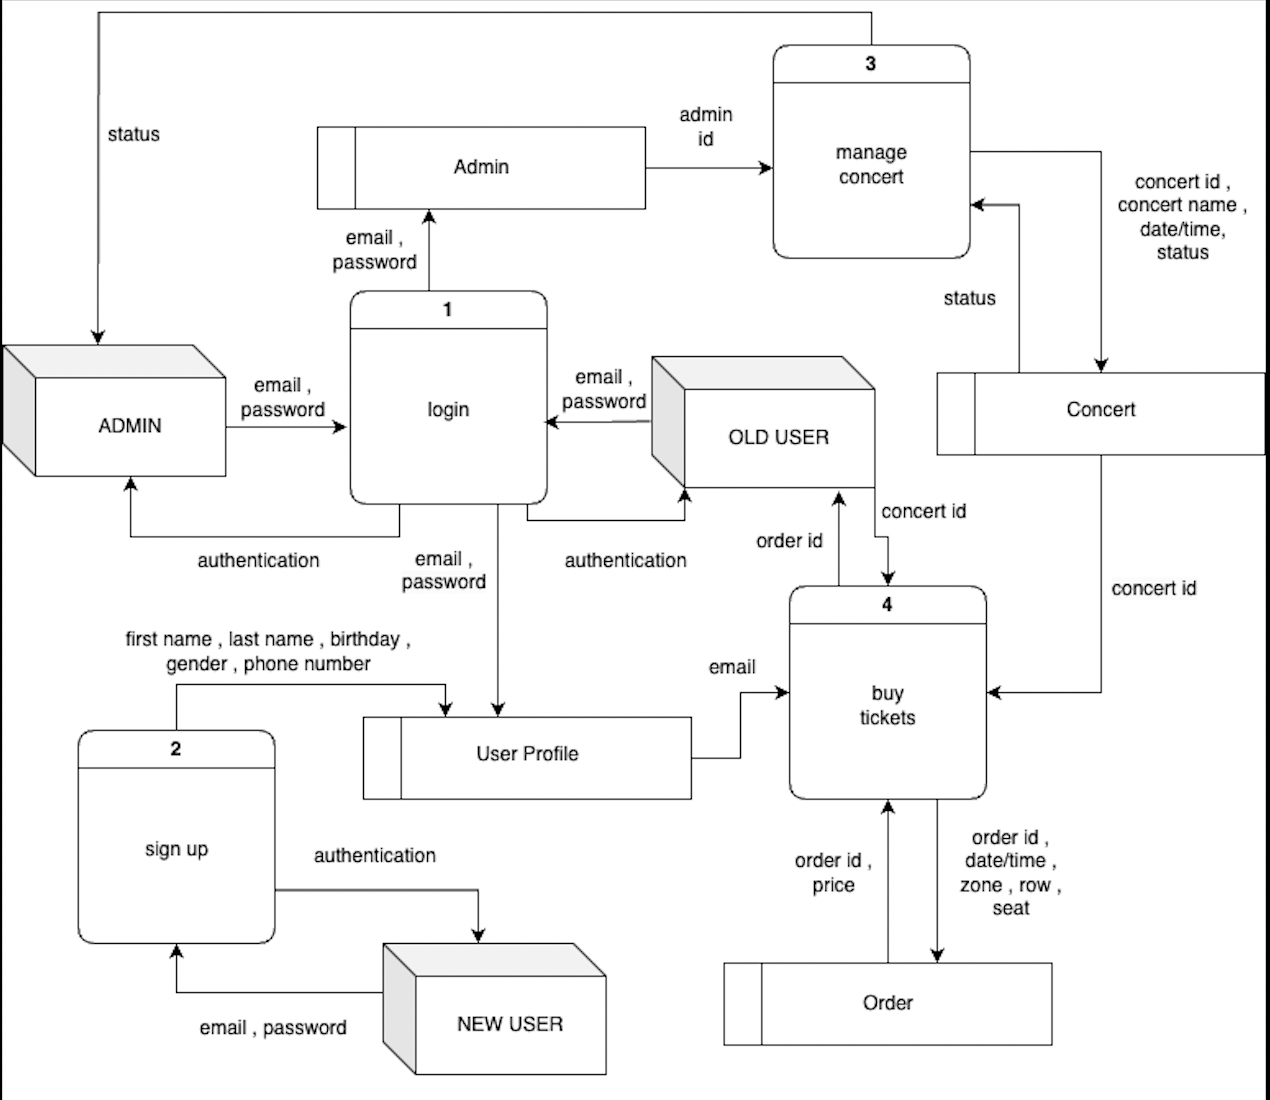 3
manage
concert
status
admin
id
Admin
concert id ,
concert name ,
date/time,
status
email ,
password
status
1
login
ADMIN
email ,
password
email ,
password
OLD USER
Concert
authentication
email ,
password
authentication
order id
concert id
concert id
4
buy
tickets
first name , last name , birthday ,
gender , phone number
email
User Profile
2
sign up
authentication
order id ,
price
order id ,
date/time ,
zone , row ,
seat
email , password
NEW USER
Order